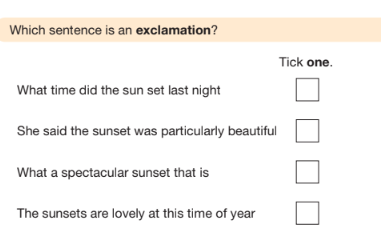 Which sentence is an exclamation?
Tick one.
What time did the sun set last night
She said the sunset was particularly beautiful
What a spectacular sunset that is
The sunsets are lovely at this time of year